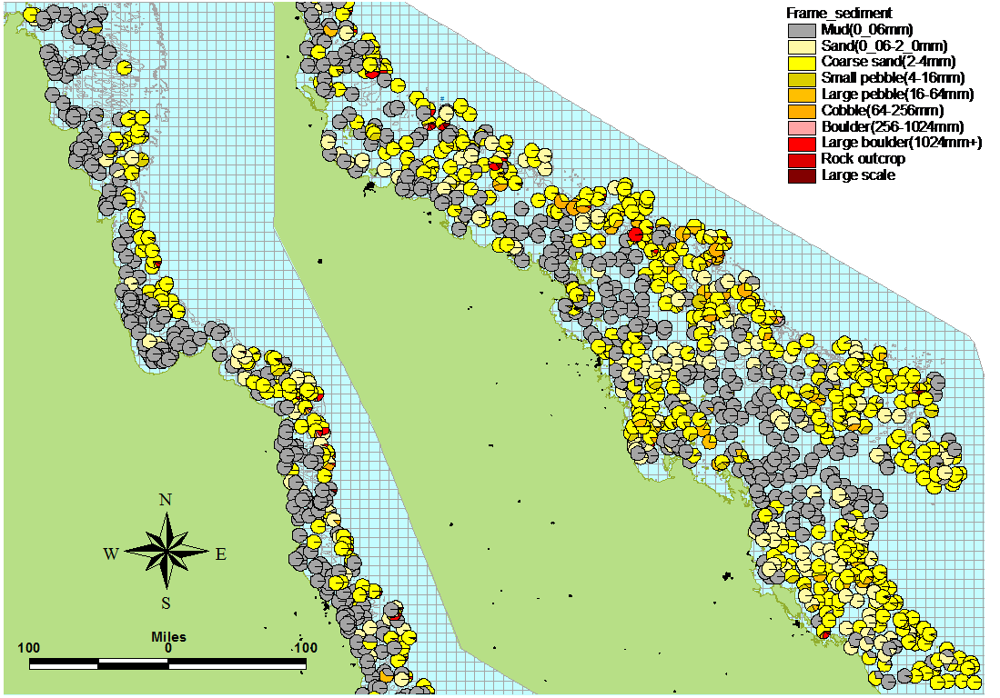 Frame_sediment
Mud(0_06mm)
Sand(0_06-2_0mm)
Coarse sand(2-4mm)
Small pebble(4-16mm)
Large pebble(16-64mm)
Cobble(64-256mm)
Boulder(256-1024mm)
Large boulder(1024mm+)
Rock outcrop
Large scale
N
W E
S
Miles
100 0 100